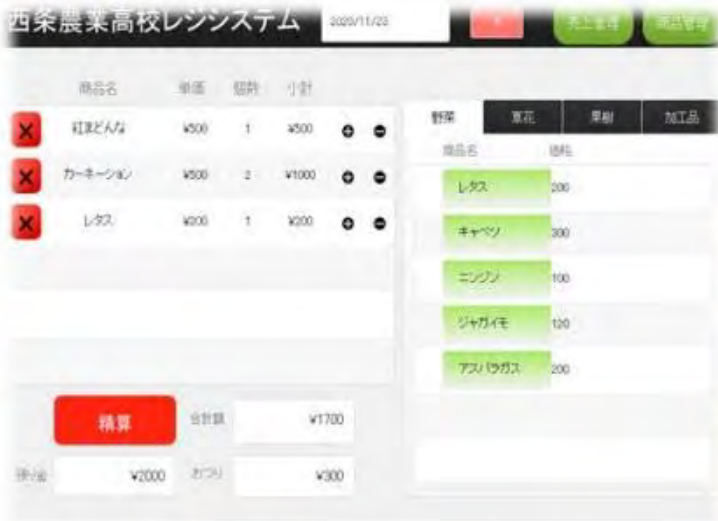 西条農業高校レジシステム 2020/11/23 売上管理 商品管理
商品名 単価 個数 小計
X 紅まどんな ¥500 1 ¥500
X カーネーション ¥500 2 ¥1000
X レタス ¥200 1 ¥200
精算 合計額 ¥1700
預り金 ¥2000 おつり ¥300
野菜 草花 果樹 加工品
商品名 価格
レタス 200
キャベツ 300
ニンジン 100
ジャガイモ 120
アスパラガス 200